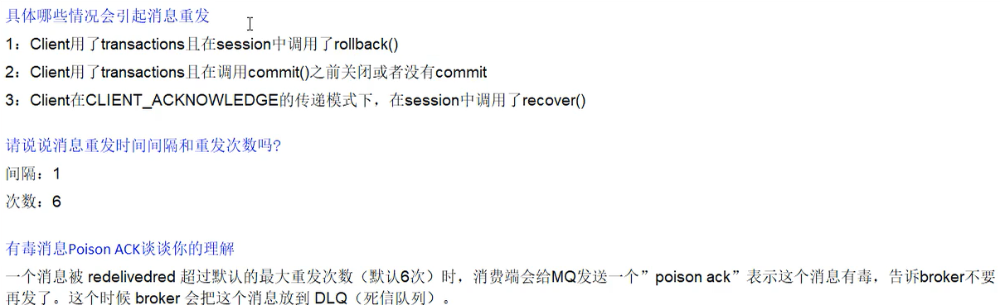 具体哪些情况会引起消息重发
1：Client用了transactions且在session中调用了rollback()
2：Client用了transactions且在调用commit()之前关闭或者没有commit
3：Client在CLIENT_ACKNOWLEDGE的传递模式下，在session中调用了recover()
请说说消息重发时间间隔和重发次数吗?
间隔：1
次数：6
有毒消息Poison ACK谈谈你的理解
一个消息被 redelivedred 超过默认的最大重发次数（默认6次）时，消费端会给MQ发送一个”poison ack”表示这个消息有毒，告诉broker不要
再发了。这个时候 broker 会把这个消息放到 DLQ（死信队列）。